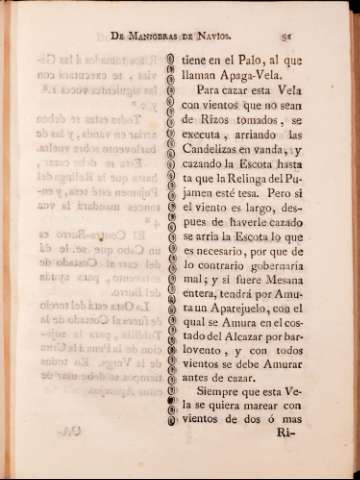 De Maniobras de Navios. 51
tiene en el Palo, al que
llaman Apaga-Vela.
Para cazar esta Vela
con vientos que no sean
de Rizos tomados, se
executa, arriando las
Candelizas en vanda, y
cazando la Escota hasta
ta que la Relinga del Pu-
jamen esté tesa. Pero si
el viento es largo, des-
pues de haverle cazado
se arria la Escota lo que
es necesario, por que de
lo contrario gobernaría
mal; y si fuere Mesana
entera, tendrá por Amu-
ra un Aparejuelo, con el
qual se Amura en el cos-
tado del Alcazar por bar-
lovento, y con todos
vientos se debe Amurar
antes de cazar.
Siempre que esta Ve-
la se quiera marear con
vientos de dos ó mas
Ri-